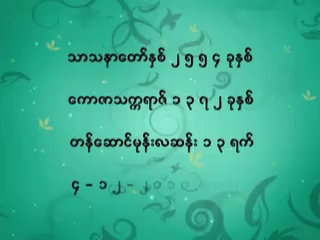 သာသနာတော်နှစ် ၂ ၅ ၅ ၄ ခုနှစ်
ကောဇာသက္ကရာဇ် ၁ ၃ ၇ ၂ ခုနှစ်
တန်ဆောင်မုန်းလဆန်း ၁ ၃ ရက်
၄ - ၁ ၂ - ၂ ၀ ၁